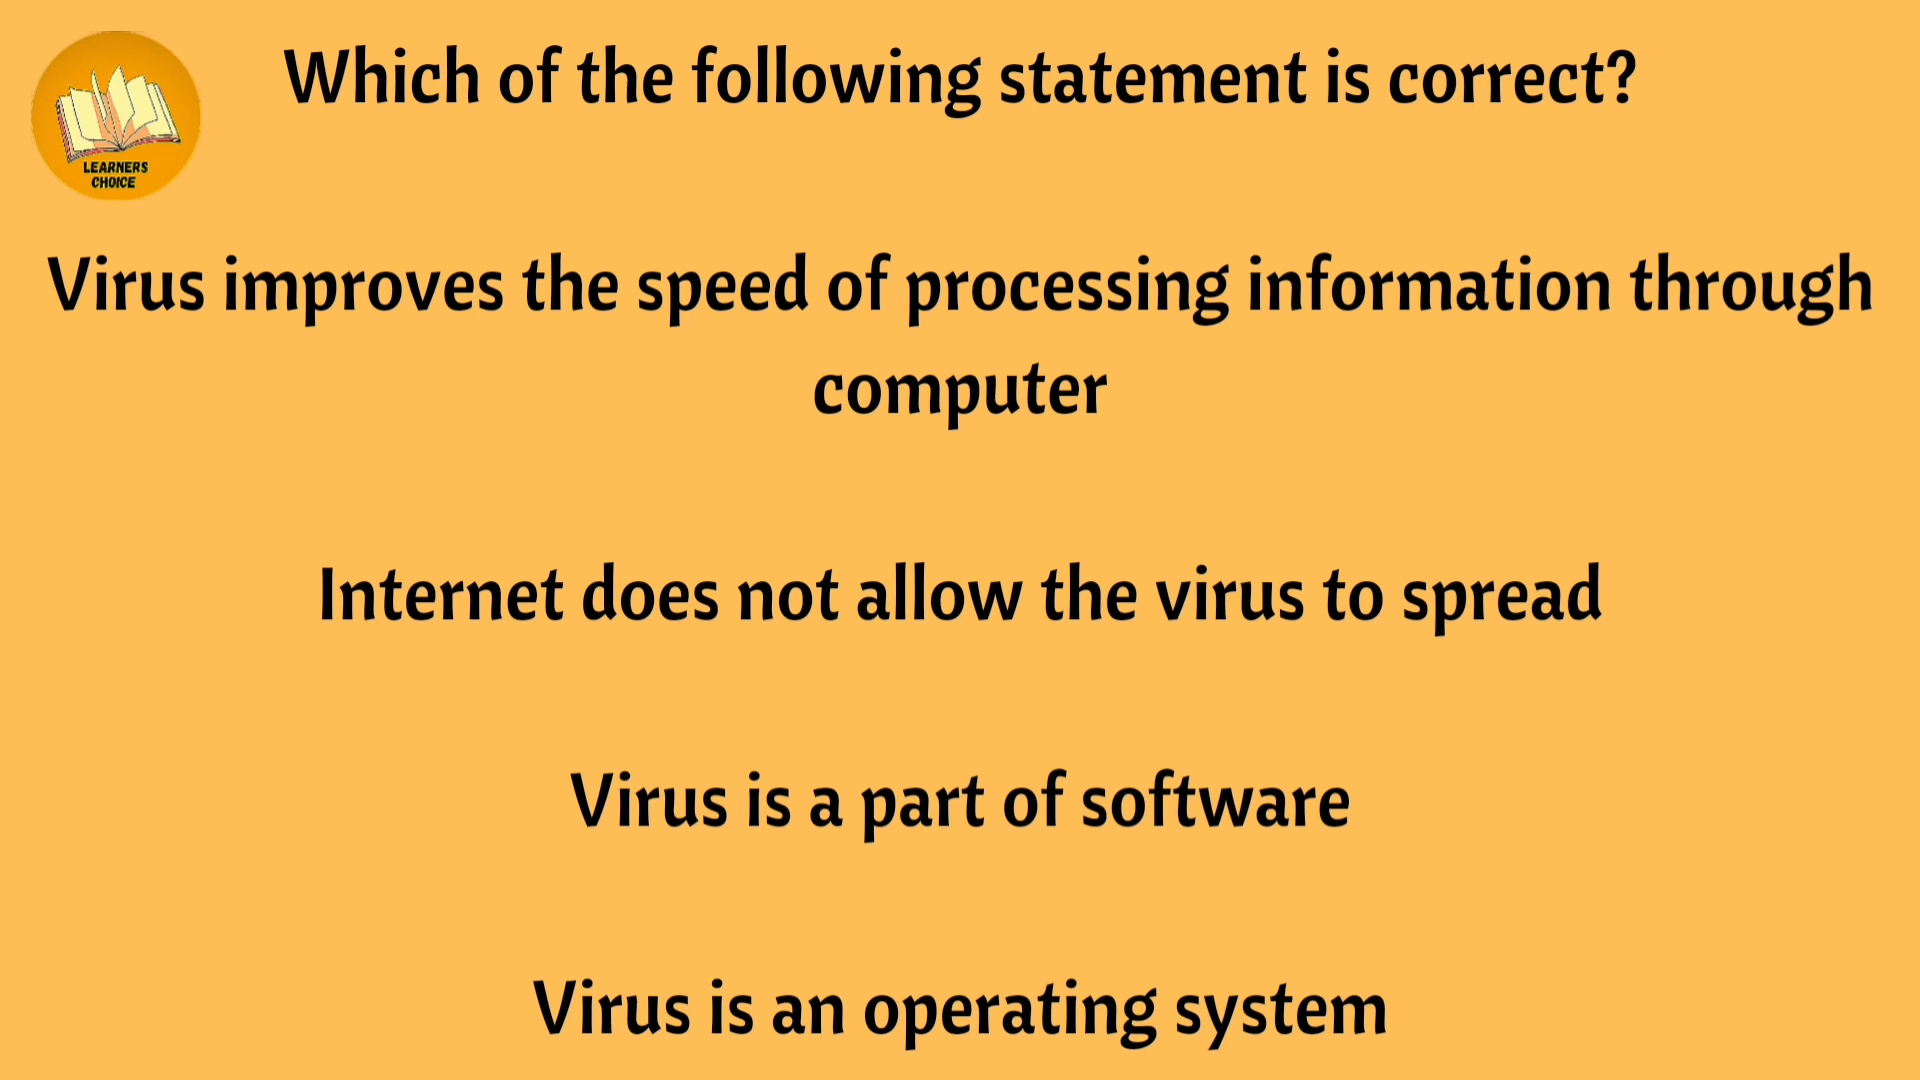 Which of the following statement is correct?
LEARNERS
CHOICE
Virus improves the speed of processing information through
computer
Internet does not allow the virus to spread
Virus is a part of software
Virus is an operating system